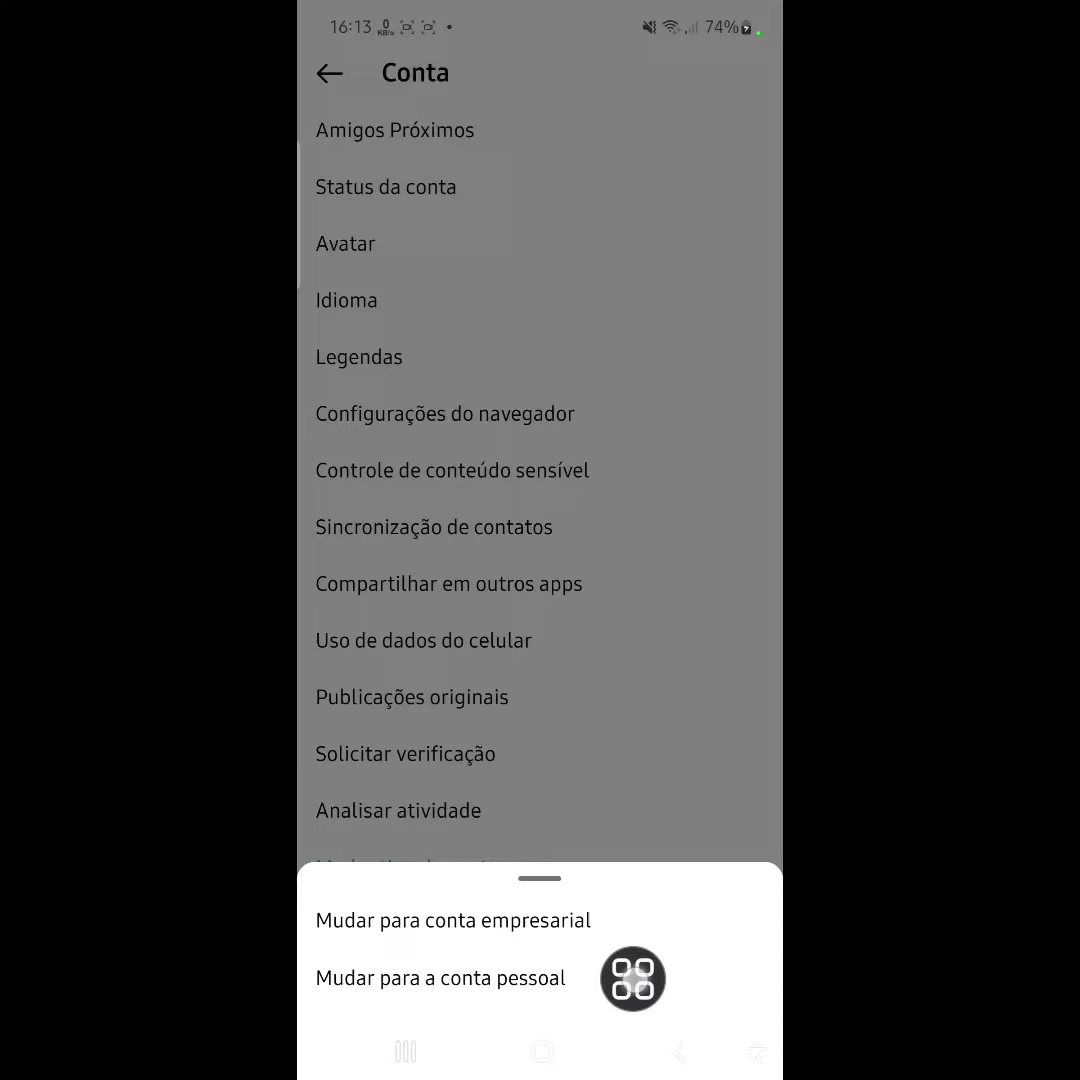 16:13 0 KB/s 74%
Conta
Amigos Próximos
Status da conta
Avatar
Idioma
Legendas
Configurações do navegador
Controle de conteúdo sensível
Sincronização de contatos
Compartilhar em outros apps
Uso de dados do celular
Publicações originais
Solicitar verificação
Analisar atividade
Mudar para conta empresarial
Mudar para a conta pessoal